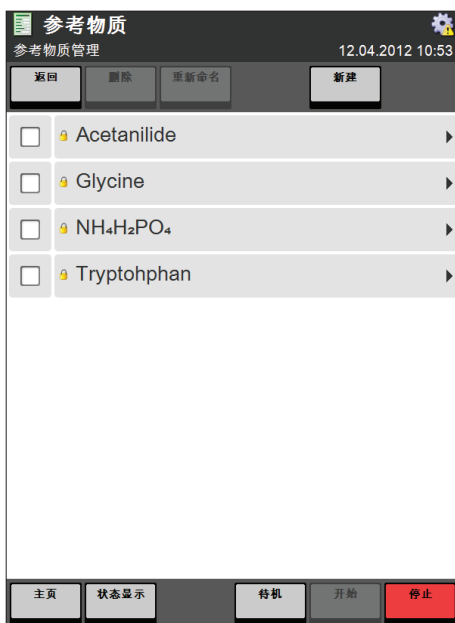 参考物质
参考物质管理 12.04.2012 10:53
返回 删除 重新命名 新建
Acetanilide
Glycine
NH₄H₂PO₄
Tryptohphan
主页 状态显示 待机 开始 停止